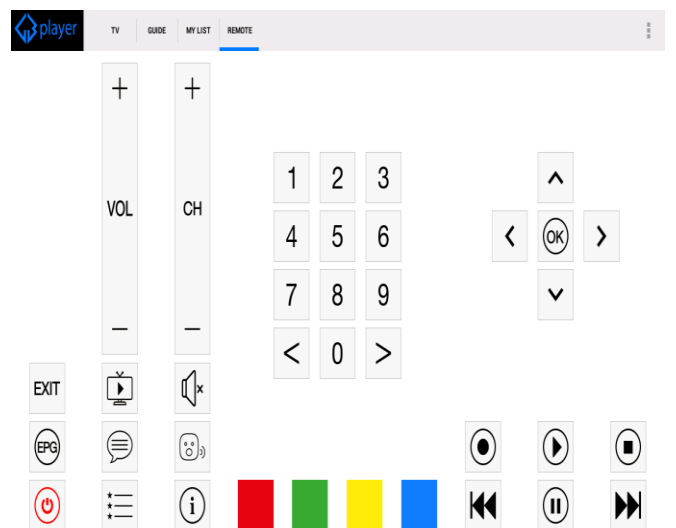 player TV GUIDE MY LIST REMOTE
+ +
1 2 3
VOL CH
4 5 6
OK
7 8 9
− −
< 0 >
EXIT
EPG
i